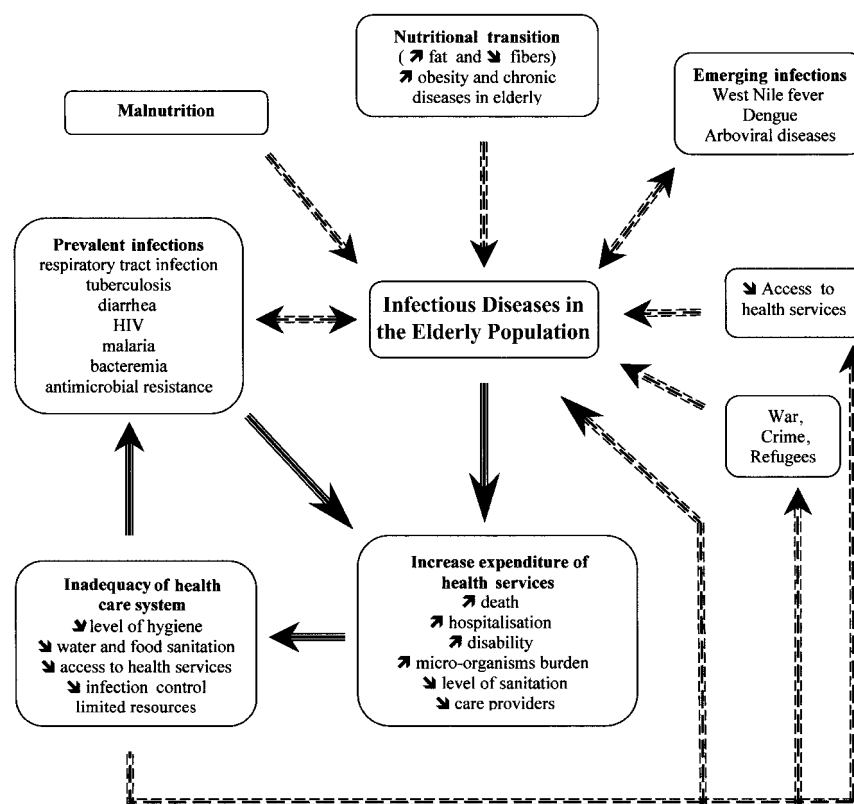 Nutritional transition
( ↗ fat and ↘ fibers)
↗ obesity and chronic
diseases in elderly
Emerging infections
West Nile fever
Dengue
Arboviral diseases
Malnutrition
Prevalent infections
respiratory tract infection
tuberculosis
diarrhea
HIV
malaria
bacteremia
antimicrobial resistance
Infectious Diseases in
the Elderly Population
↘ Access to
health services
War,
Crime,
Refugees
Inadequacy of health
care system
↘ level of hygiene
↘ water and food sanitation
↘ access to health services
↘ infection control
limited resources
Increase expenditure of
health services
↗ death
↗ hospitalisation
↗ disability
↗ micro-organisms burden
↘ level of sanitation
↘ care providers